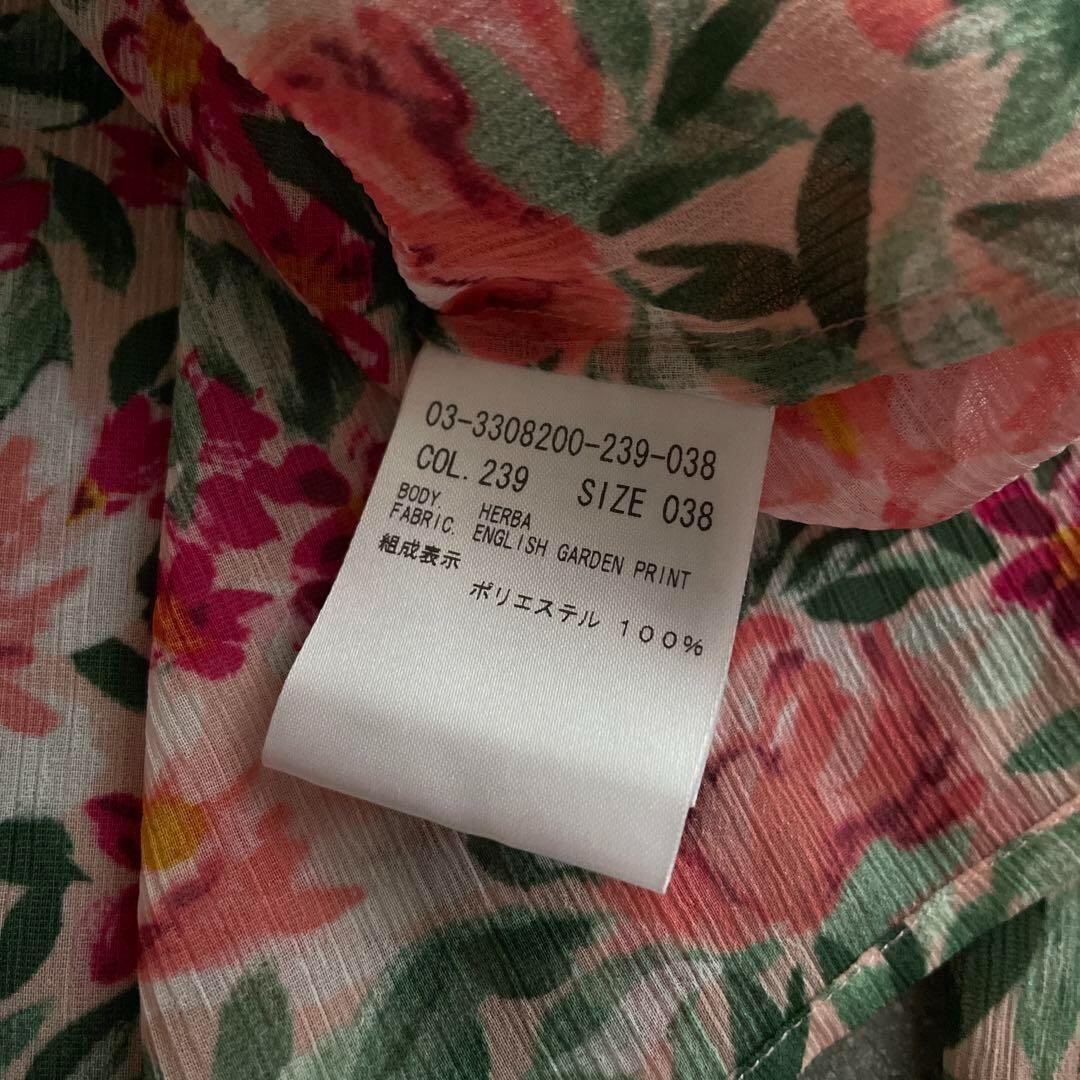 03-3308200-239-038
COL. 239 SIZE 038
BODY. HERBA
FABRIC. ENGLISH GARDEN PRINT
組成表示
ポリエステル 100%